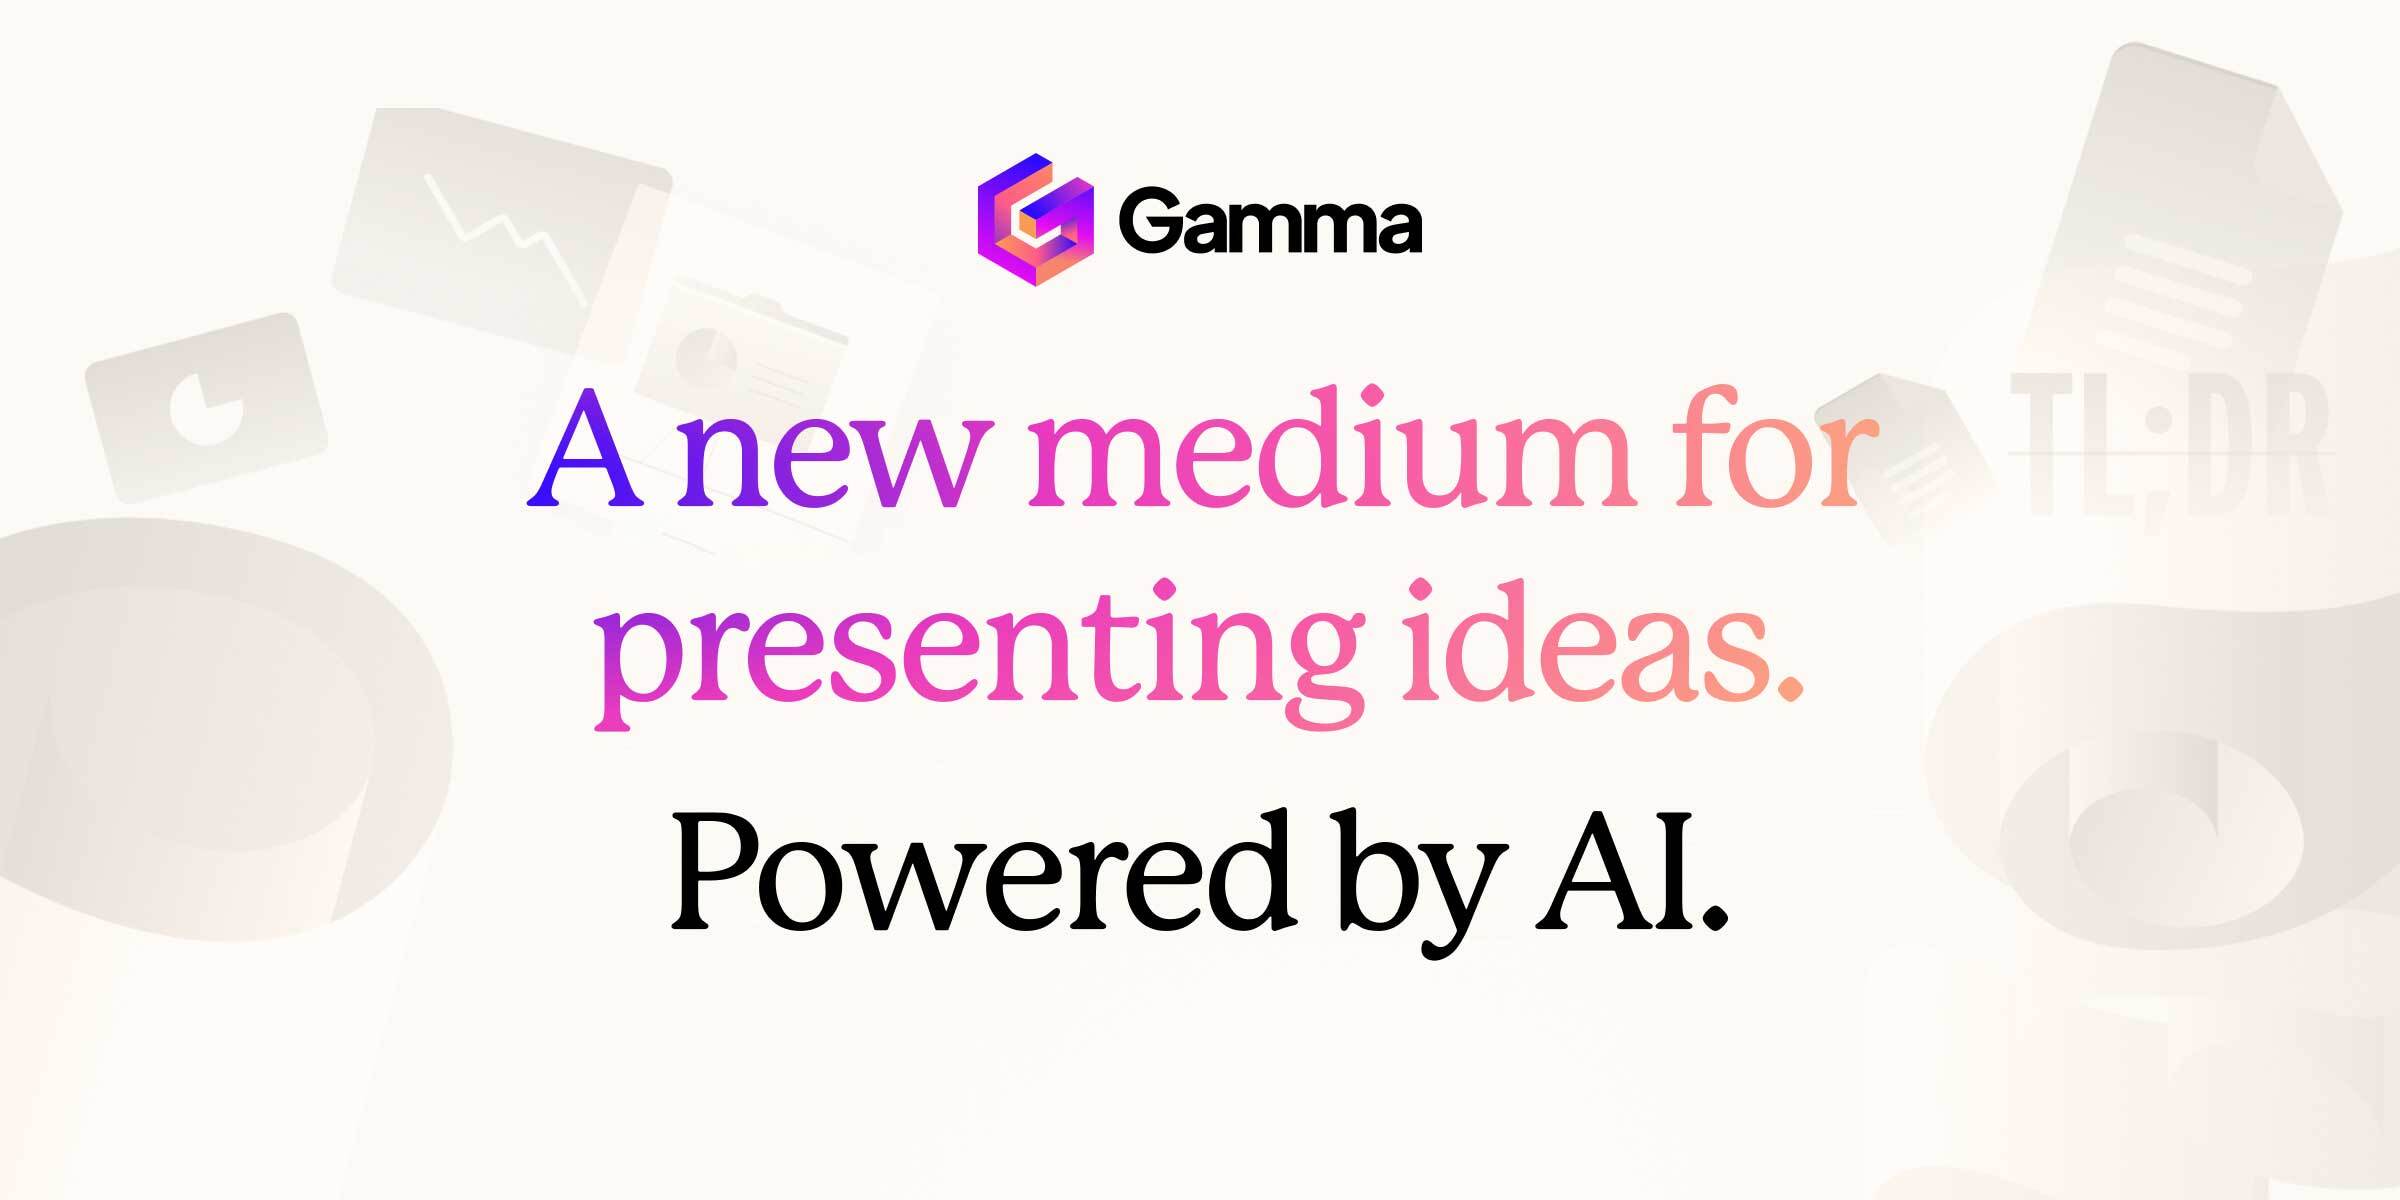 Gamma
A new medium for
TL;DR
presenting ideas.
Powered by AI.